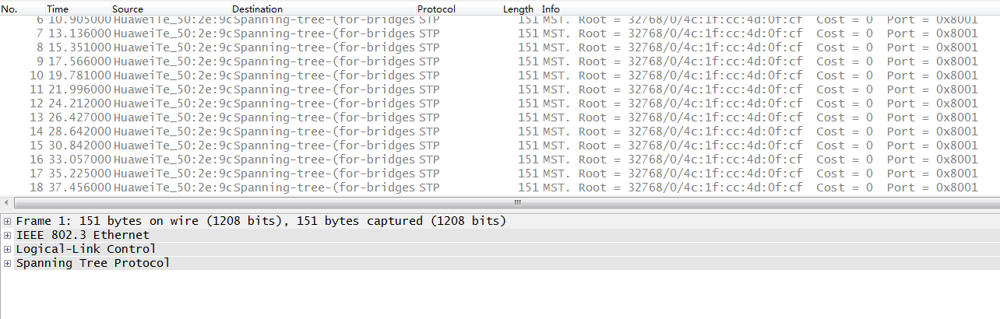 No. Time Source Destination Protocol Length Info
6 10.905000 HuaweiTe_50:2e:9c Spanning-tree-(for-bridges STP 151 MST. Root = 32768/0/4c:1f:cc:4d:0f:cf Cost = 0 Port = 0x8001
7 13.136000 HuaweiTe_50:2e:9c Spanning-tree-(for-bridges STP 151 MST. Root = 32768/0/4c:1f:cc:4d:0f:cf Cost = 0 Port = 0x8001
8 15.351000 HuaweiTe_50:2e:9c Spanning-tree-(for-bridges STP 151 MST. Root = 32768/0/4c:1f:cc:4d:0f:cf Cost = 0 Port = 0x8001
9 17.566000 HuaweiTe_50:2e:9c Spanning-tree-(for-bridges STP 151 MST. Root = 32768/0/4c:1f:cc:4d:0f:cf Cost = 0 Port = 0x8001
10 19.781000 HuaweiTe_50:2e:9c Spanning-tree-(for-bridges STP 151 MST. Root = 32768/0/4c:1f:cc:4d:0f:cf Cost = 0 Port = 0x8001
11 21.996000 HuaweiTe_50:2e:9c Spanning-tree-(for-bridges STP 151 MST. Root = 32768/0/4c:1f:cc:4d:0f:cf Cost = 0 Port = 0x8001
12 24.212000 HuaweiTe_50:2e:9c Spanning-tree-(for-bridges STP 151 MST. Root = 32768/0/4c:1f:cc:4d:0f:cf Cost = 0 Port = 0x8001
13 26.427000 HuaweiTe_50:2e:9c Spanning-tree-(for-bridges STP 151 MST. Root = 32768/0/4c:1f:cc:4d:0f:cf Cost = 0 Port = 0x8001
14 28.642000 HuaweiTe_50:2e:9c Spanning-tree-(for-bridges STP 151 MST. Root = 32768/0/4c:1f:cc:4d:0f:cf Cost = 0 Port = 0x8001
15 30.842000 HuaweiTe_50:2e:9c Spanning-tree-(for-bridges STP 151 MST. Root = 32768/0/4c:1f:cc:4d:0f:cf Cost = 0 Port = 0x8001
16 33.057000 HuaweiTe_50:2e:9c Spanning-tree-(for-bridges STP 151 MST. Root = 32768/0/4c:1f:cc:4d:0f:cf Cost = 0 Port = 0x8001
17 35.225000 HuaweiTe_50:2e:9c Spanning-tree-(for-bridges STP 151 MST. Root = 32768/0/4c:1f:cc:4d:0f:cf Cost = 0 Port = 0x8001
18 37.456000 HuaweiTe_50:2e:9c Spanning-tree-(for-bridges STP 151 MST. Root = 32768/0/4c:1f:cc:4d:0f:cf Cost = 0 Port = 0x8001
Frame 1: 151 bytes on wire (1208 bits), 151 bytes captured (1208 bits)
IEEE 802.3 Ethernet
Logical-Link Control
Spanning Tree Protocol